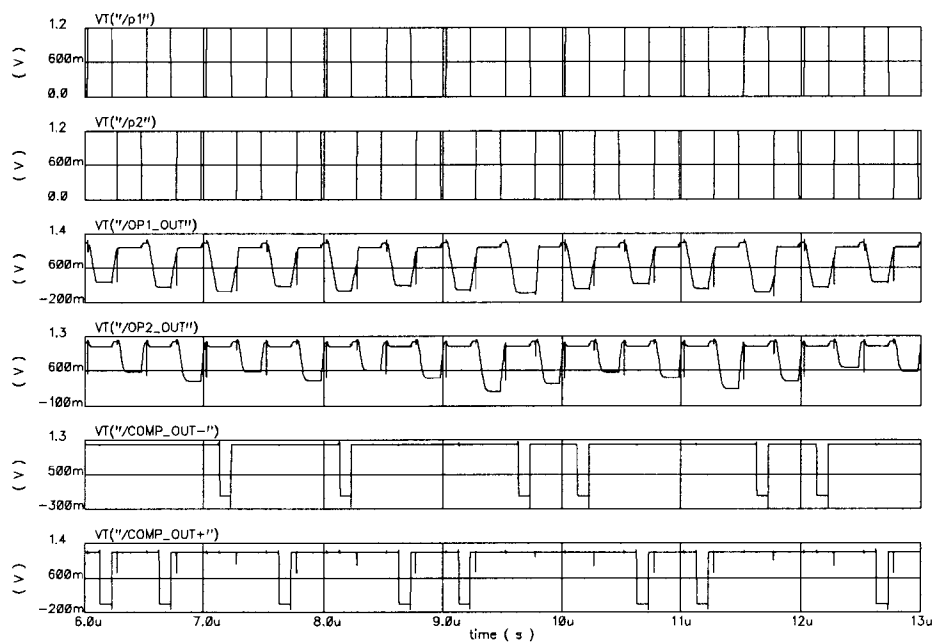 VT("/p1")
1.2
600m
0.0
( V )
VT("/p2")
1.2
600m
0.0
( V )
VT("/OP1_OUT")
1.4
600m
-200m
( V )
VT("/OP2_OUT")
1.3
600m
-100m
( V )
VT("/COMP_OUT-")
1.3
500m
-300m
( V )
VT("/COMP_OUT+")
1.4
600m
-200m
( V )
6.0u 7.0u 8.0u 9.0u 10u 11u 12u 13u
time ( s )